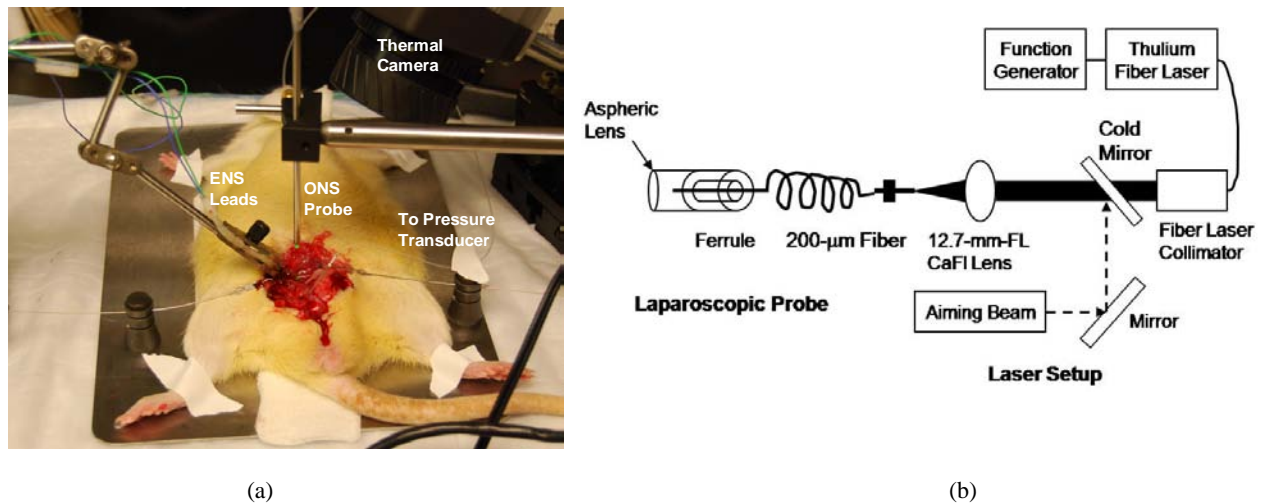 Thermal
Camera
ENS
Leads
ONS
Probe
To Pressure
Transducer
(a)
Function
Generator
Thulium
Fiber Laser
Aspheric
Lens
Cold
Mirror
Ferrule
200-μm Fiber
12.7-mm-FL
CaFl Lens
Fiber Laser
Collimator
Laparoscopic Probe
Aiming Beam
Mirror
Laser Setup
(b)